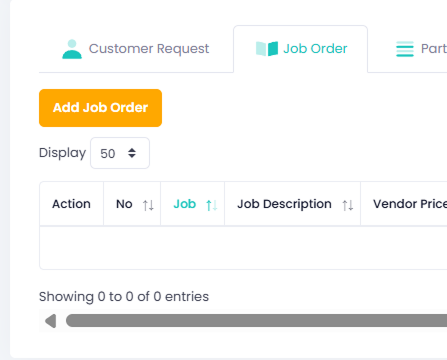 Customer Request
Job Order
Part
Add Job Order
Display 50
Action No Job Job Description Vendor Price
Showing 0 to 0 of 0 entries